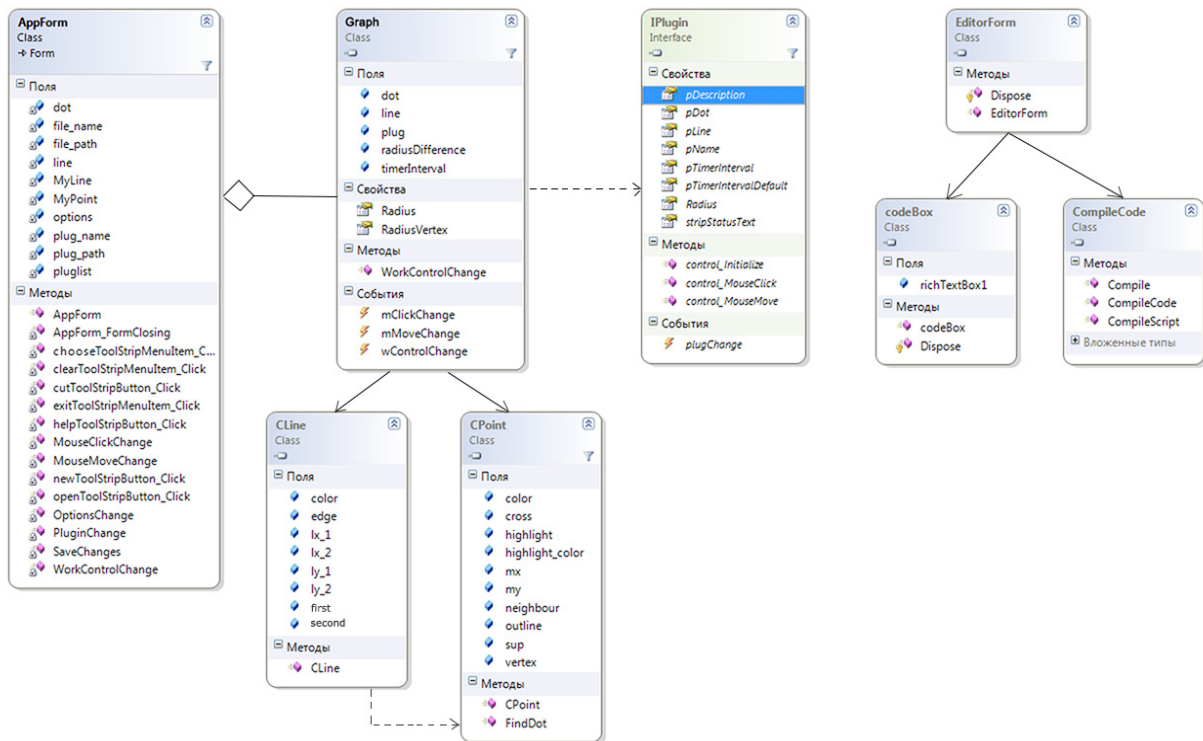 AppForm
Class
Form
Поля
dot
file_name
file_path
line
MyLine
MyPoint
options
plug_name
plug_path
pluglist
Методы
AppForm
AppForm_FormClosing
chooseToolStripMenuItem_C...
clearToolStripMenuItem_Click
cutToolStripButton_Click
exitToolStripMenuItem_Click
helpToolStripButton_Click
MouseClickChange
MouseMoveChange
newToolStripButton_Click
openToolStripButton_Click
OptionsChange
PluginChange
SaveChanges
WorkControlChange
Graph
Class
Поля
dot
line
plug
radiusDifference
timerInterval
Свойства
Radius
RadiusVertex
Методы
WorkControlChange
События
mClickChange
mMoveChange
wControlChange
IPlugin
Interface
Свойства
pDescription
pDot
pLine
pName
pTimerInterval
pTimerIntervalDefault
Radius
stripStatusText
Методы
control_Initialize
control_MouseClick
control_MouseMove
События
plugChange
EditorForm
Class
Методы
Dispose
EditorForm
codeBox
Class
Поля
richTextBox1
Методы
codeBox
Dispose
CompileCode
Class
Методы
Compile
CompileCode
CompileScript
Вложенные типы
CLine
Class
Поля
color
edge
lx_1
lx_2
ly_1
ly_2
first
second
Методы
CLine
CPoint
Class
Поля
color
cross
highlight
highlight_color
mx
my
neighbour
outline
sup
vertex
Методы
CPoint
FindDot